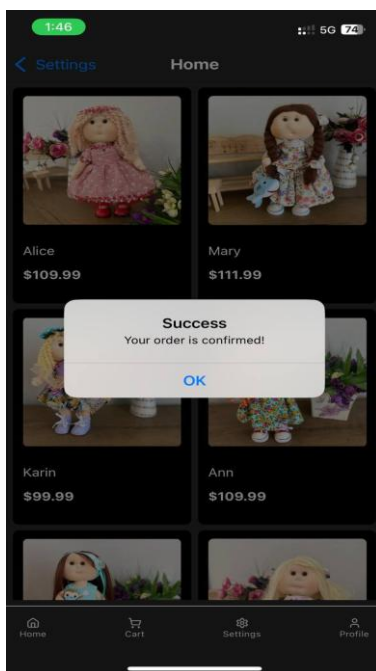 1:46
5G 74
Settings
Home
Alice
$109.99
Mary
$111.99
Success
Your order is confirmed!
OK
Karin
$99.99
Ann
$109.99
Home
Cart
Settings
Profile